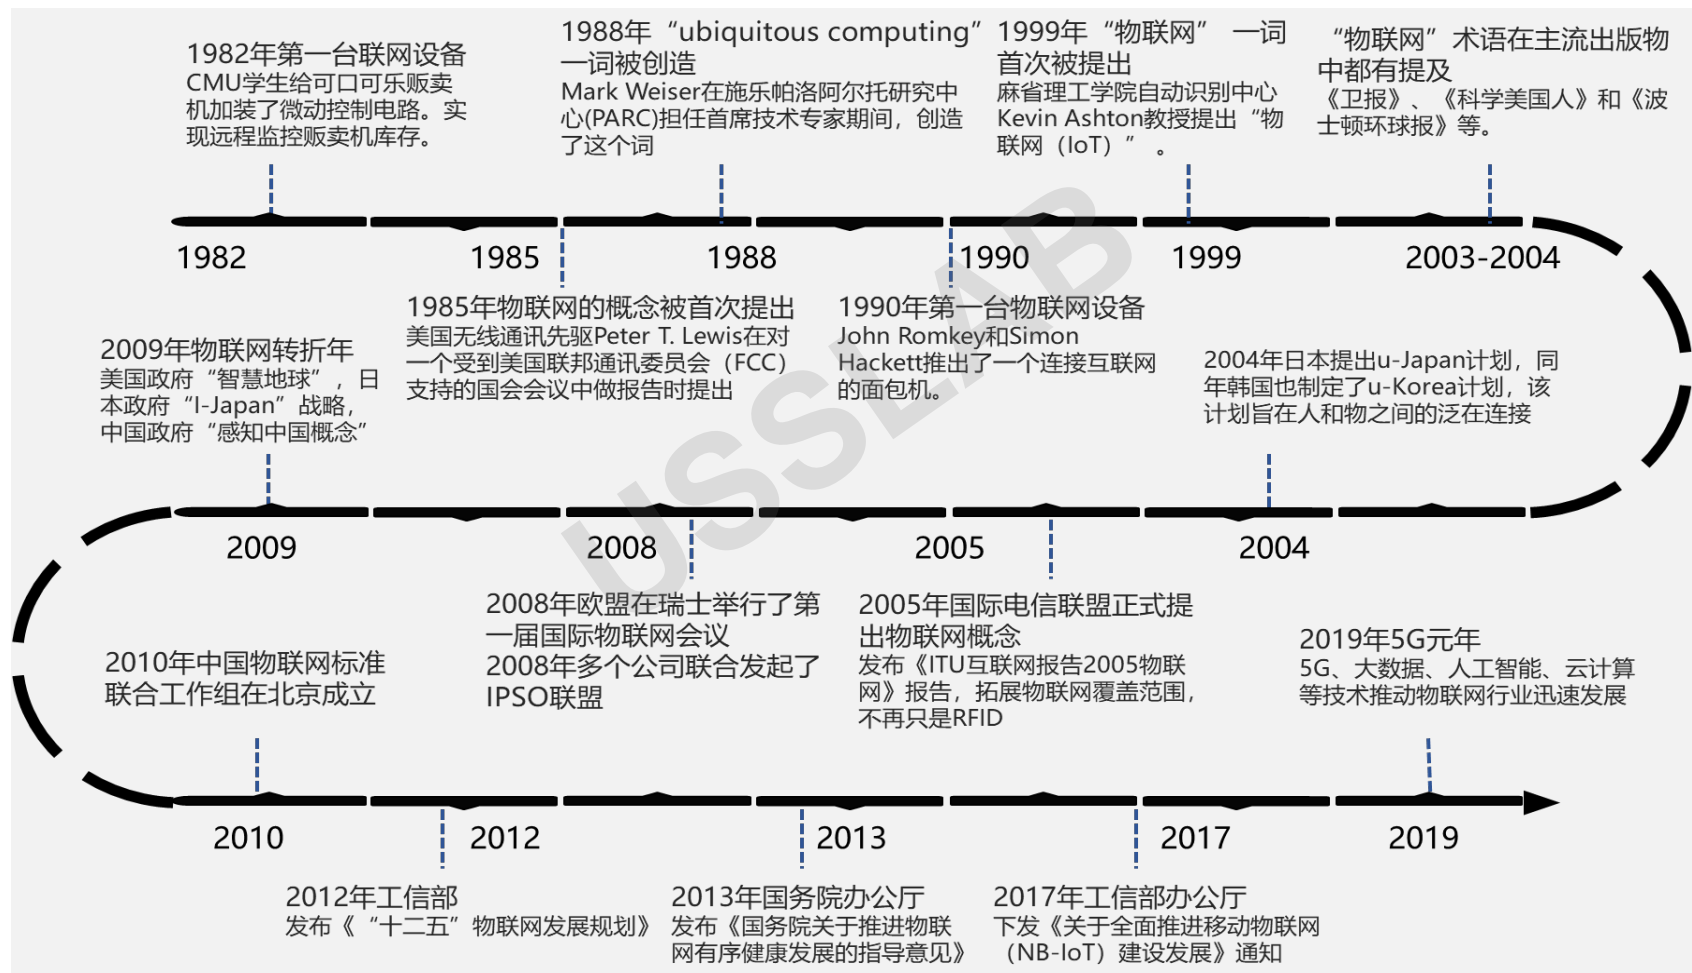 1982年第一台联网设备
CMU学生给可口可乐贩卖
机加装了微动控制电路。实
现远程监控贩卖机库存。
1988年“ubiquitous computing”
一词被创造
Mark Weiser在施乐帕洛阿尔托研究中
心(PARC)担任首席技术专家期间，创造
了这个词
1999年“物联网” 一词
首次被提出
麻省理工学院自动识别中心
Kevin Ashton教授提出“物
联网（IoT）” 。
“物联网”术语在主流出版物
中都有提及
《卫报》、《科学美国人》和《波
士顿环球报》等。
1982
1985
1988
1990
1999
2003-2004
1985年物联网的概念被首次提出
美国无线通讯先驱Peter T. Lewis在对
一个受到美国联邦通讯委员会（FCC）
支持的国会会议中做报告时提出
1990年第一台物联网设备
John Romkey和Simon
Hackett推出了一个连接互联网
的面包机。
2004年日本提出u-Japan计划，同
年韩国也制定了u-Korea计划，该
计划旨在人和物之间的泛在连接
2009年物联网转折年
美国政府“智慧地球”，日
本政府“I-Japan”战略，
中国政府“感知中国概念”
2009
2008
2005
2004
2008年欧盟在瑞士举行了第
一届国际物联网会议
2008年多个公司联合发起了
IPSO联盟
2005年国际电信联盟正式提
出物联网概念
发布《ITU互联网报告2005物联
网》报告，拓展物联网覆盖范围，
不再只是RFID
2019年5G元年
5G、大数据、人工智能、云计算
等技术推动物联网行业迅速发展
2010年中国物联网标准
联合工作组在北京成立
2010
2012
2013
2017
2019
2012年工信部
发布《“十二五”物联网发展规划》
2013年国务院办公厅
发布《国务院关于推进物联
网有序健康发展的指导意见》
2017年工信部办公厅
下发《关于全面推进移动物联网
（NB-IoT）建设发展》通知
USSLAB